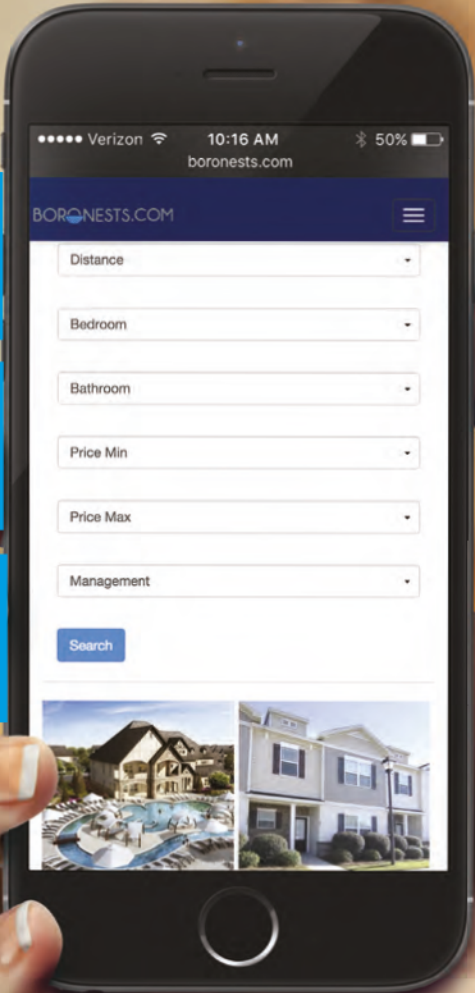 ●●●●● Verizon 10:16 AM 50%
boronests.com
BORONESTS.COM
Distance
Bedroom
Bathroom
Price Min
Price Max
Management
Search